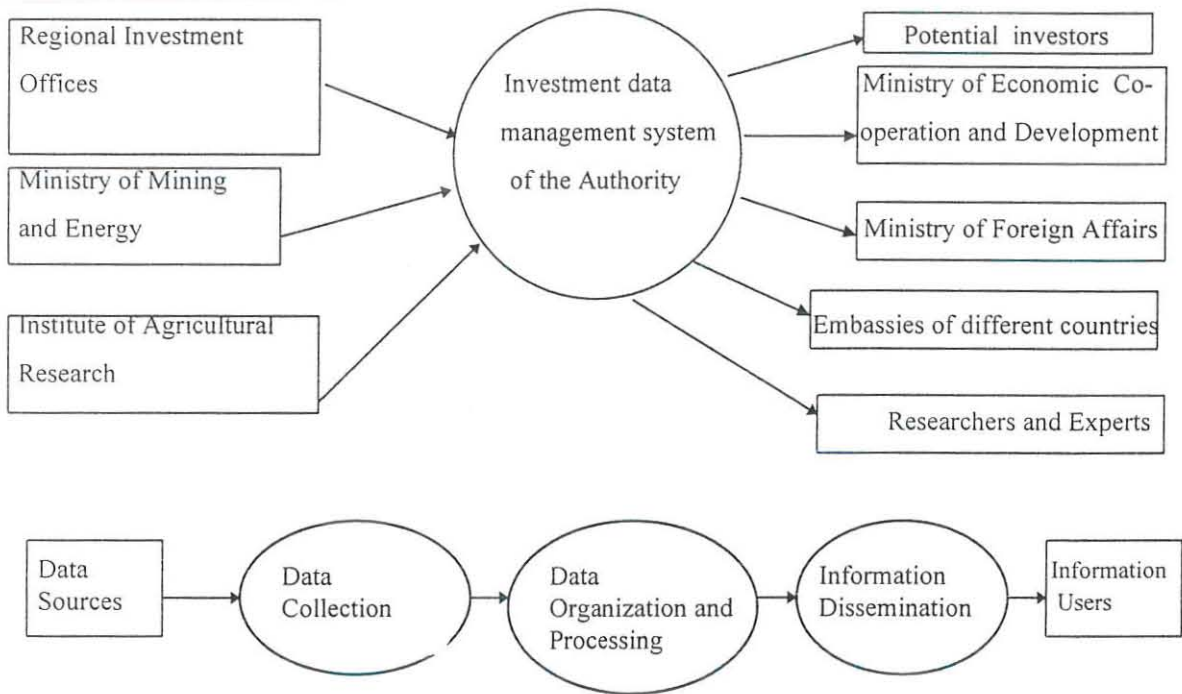 Regional Investment
Offices
Ministry of Mining
and Energy
Institute of Agricultural
Research
Investment data
management system
of the Authority
Potential investors
Ministry of Economic Co-
operation and Development
Ministry of Foreign Affairs
Embassies of different countries
Researchers and Experts
Data
Sources
Data
Collection
Data
Organization and
Processing
Information
Dissemination
Information
Users